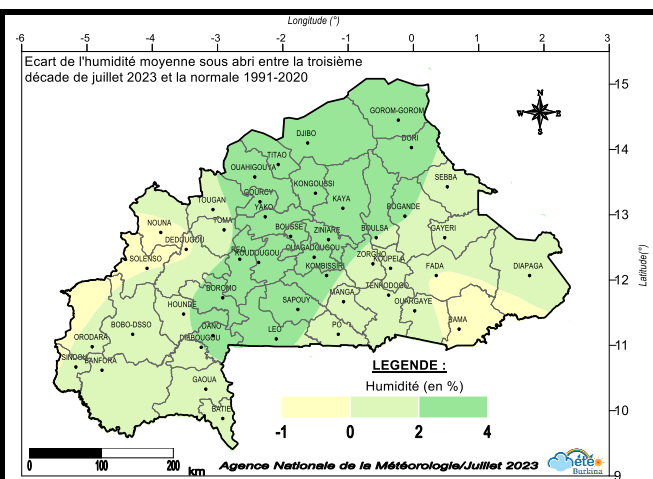 Longitude (°)
-6 -5 -4 -3 -2 -1 0 1 2 3
Ecart de l'humidité moyenne sous abri entre la troisième
décade de juillet 2023 et la normale 1991-2020
15
N
W E
S
GOROM-GOROM
DJIBO
DORI
14
TITAO
OUAHIGOUYA
SEBBA
KONGOUSSI
GOURCY
KAYA
TOUGAN
YAKO
BOGANDE
13
NOUNA
TOMA
BOUSSE
ZINIARE
BOULSA
GAYERI
DEDOUGOU
REO
KOUDOUGOU
OUAGADOUGOU
ZORGHO
SOLENSO
KOMBISSIRI
KOUPELA
FADA
DIAPAGA
Latitude(°)
12
BOROMO
MANGA
TENKODOGO
HOUNDE
SAPOUY
OUARGAYE
BOBO-DSSO
DANO
LEO
PO
PAMA
ORODARA
DIEBOUGOU
11
SINDOU
BANFORA
LEGENDE :
GAOUA
Humidité (en %)
BATIE
10
-1 0 2 4
0 100 200
km
Agence Nationale de la Météorologie/Juillet 2023
météo
Burkina
9